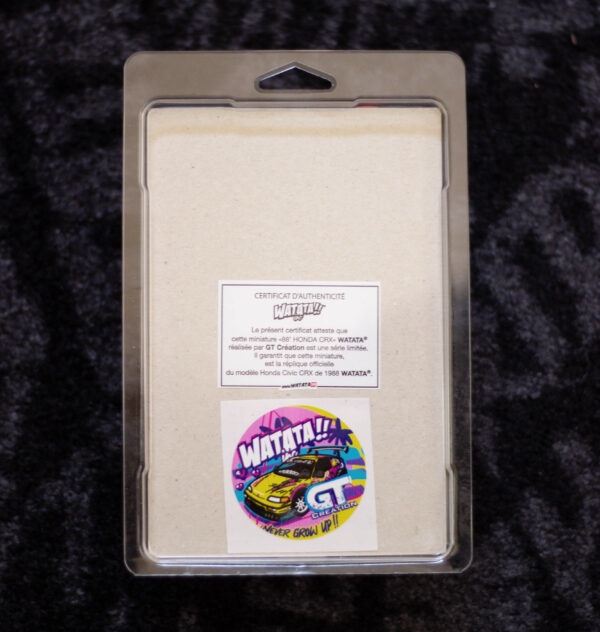 CERTIFICAT D'AUTHENTICITÉ
WATATA!!
Le présent certificat atteste que
cette miniature «88' HONDA CRX» WATATA®
réalisée par GT Création est une série limitée.
Il garantit que cette miniature,
est la réplique officielle
du modèle Honda Civic CRX de 1988 WATATA®.
WATATA!!
GT
CREATION
NEVER GROW UP!!